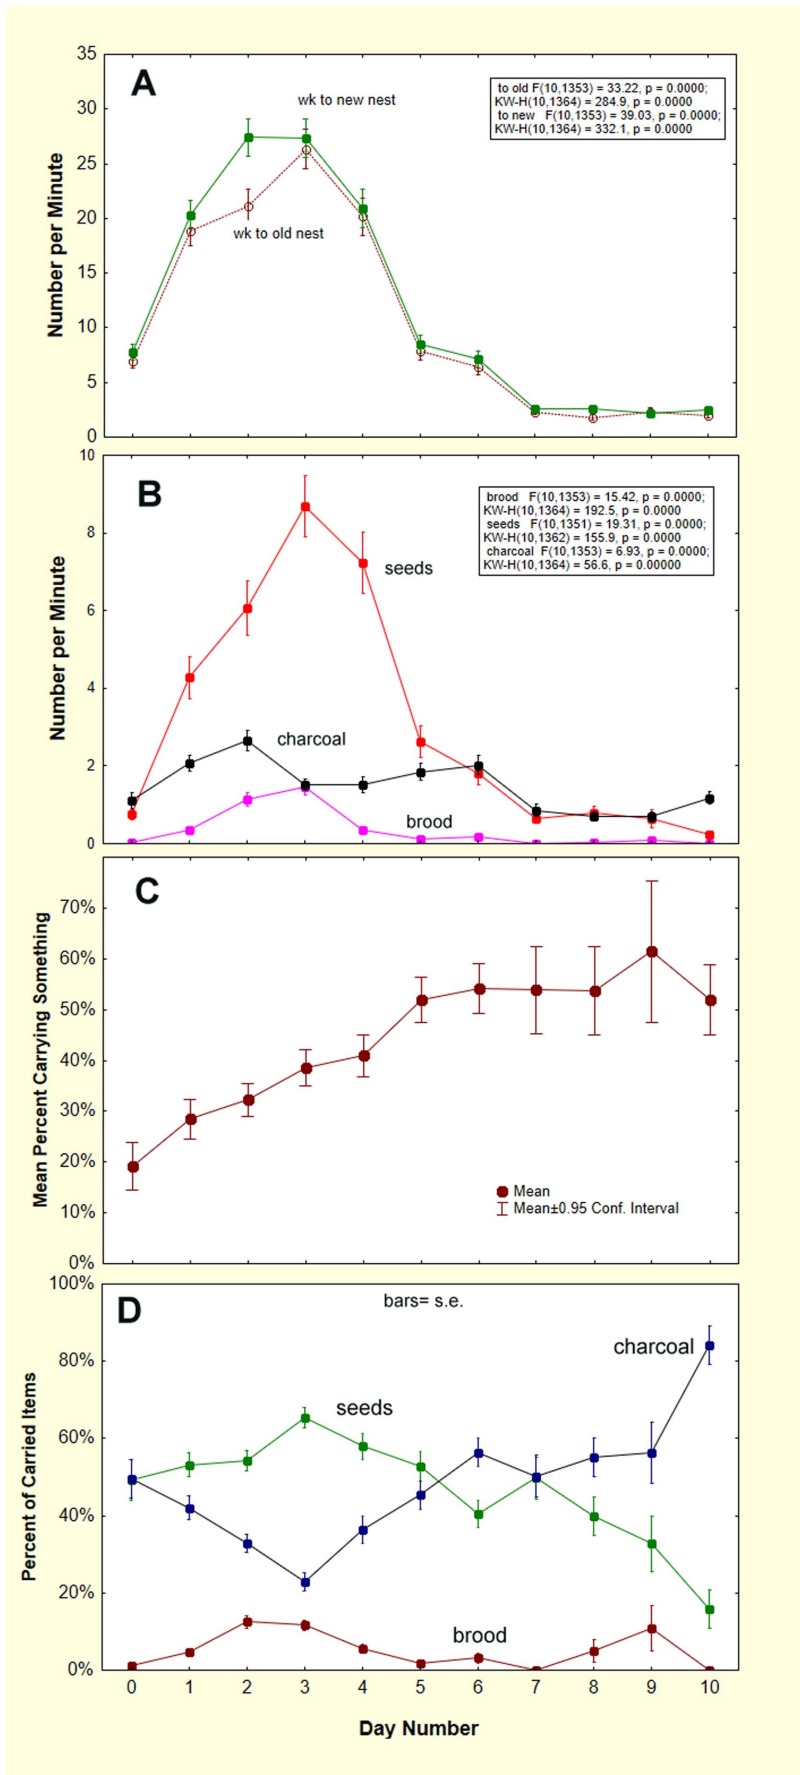 A
35
30
25
20
15
10
5
0
Number per Minute
wk to new nest
wk to old nest
to old F(10,1353) = 33.22, p = 0.0000;
KW-H(10,1364) = 284.9, p = 0.0000
to new F(10,1353) = 39.03, p = 0.0000;
KW-H(10,1364) = 332.1, p = 0.0000
B
10
8
6
4
2
0
Number per Minute
brood F(10,1353) = 15.42, p = 0.0000;
KW-H(10,1364) = 192.5, p = 0.0000
seeds F(10,1351) = 19.31, p = 0.0000;
KW-H(10,1362) = 155.9, p = 0.0000
charcoal F(10,1353) = 6.93, p = 0.0000;
KW-H(10,1364) = 56.6, p = 0.00000
seeds
charcoal
brood
C
70%
60%
50%
40%
30%
20%
10%
0%
Mean Percent Carrying Something
Mean
Mean±0.95 Conf. Interval
D
bars= s.e.
100%
80%
60%
40%
20%
0%
Percent of Carried Items
charcoal
seeds
brood
0 1 2 3 4 5 6 7 8 9 10
Day Number